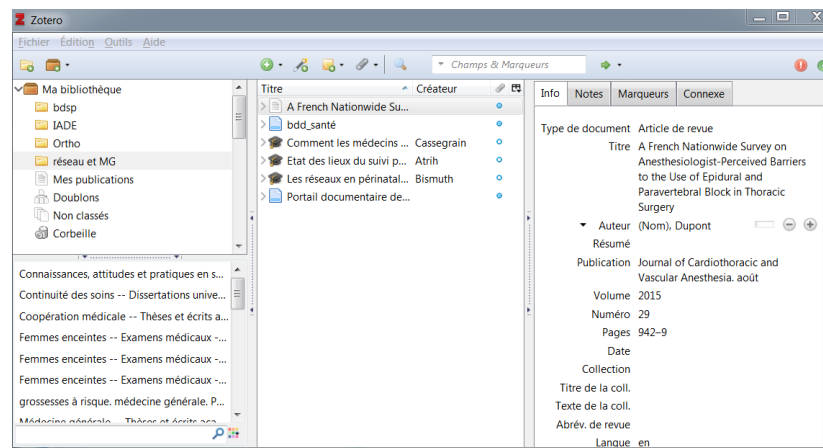 Zotero
Fichier Édition Outils Aide
Champs & Marqueurs
Ma bibliothèque
bdsp
IADE
Ortho
réseau et MG
Mes publications
Doublons
Non classés
Corbeille
Connaissances, attitudes et pratiques en s...
Continuité des soins -- Dissertations unive...
Coopération médicale -- Thèses et écrits a...
Femmes enceintes -- Examens médicaux -...
Femmes enceintes -- Examens médicaux -...
Femmes enceintes -- Examens médicaux -...
grossesses à risque. médecine générale. P...
Médecine générale -- Thèses et écrits aca...
Titre Créateur
A French Nationwide Su...
bdd_santé
Comment les médecins ... Cassegrain
Etat des lieux du suivi p... Atrih
Les réseaux en périnatal... Bismuth
Portail documentaire de...
Info Notes Marqueurs Connexe
Type de document Article de revue
Titre A French Nationwide Survey on
Anesthesiologist-Perceived Barriers
to the Use of Epidural and
Paravertebral Block in Thoracic
Surgery
Auteur (Nom), Dupont
Résumé
Publication Journal of Cardiothoracic and
Vascular Anesthesia. août
Volume 2015
Numéro 29
Pages 942–9
Date
Collection
Titre de la coll.
Texte de la coll.
Abrév. de revue
Langue en